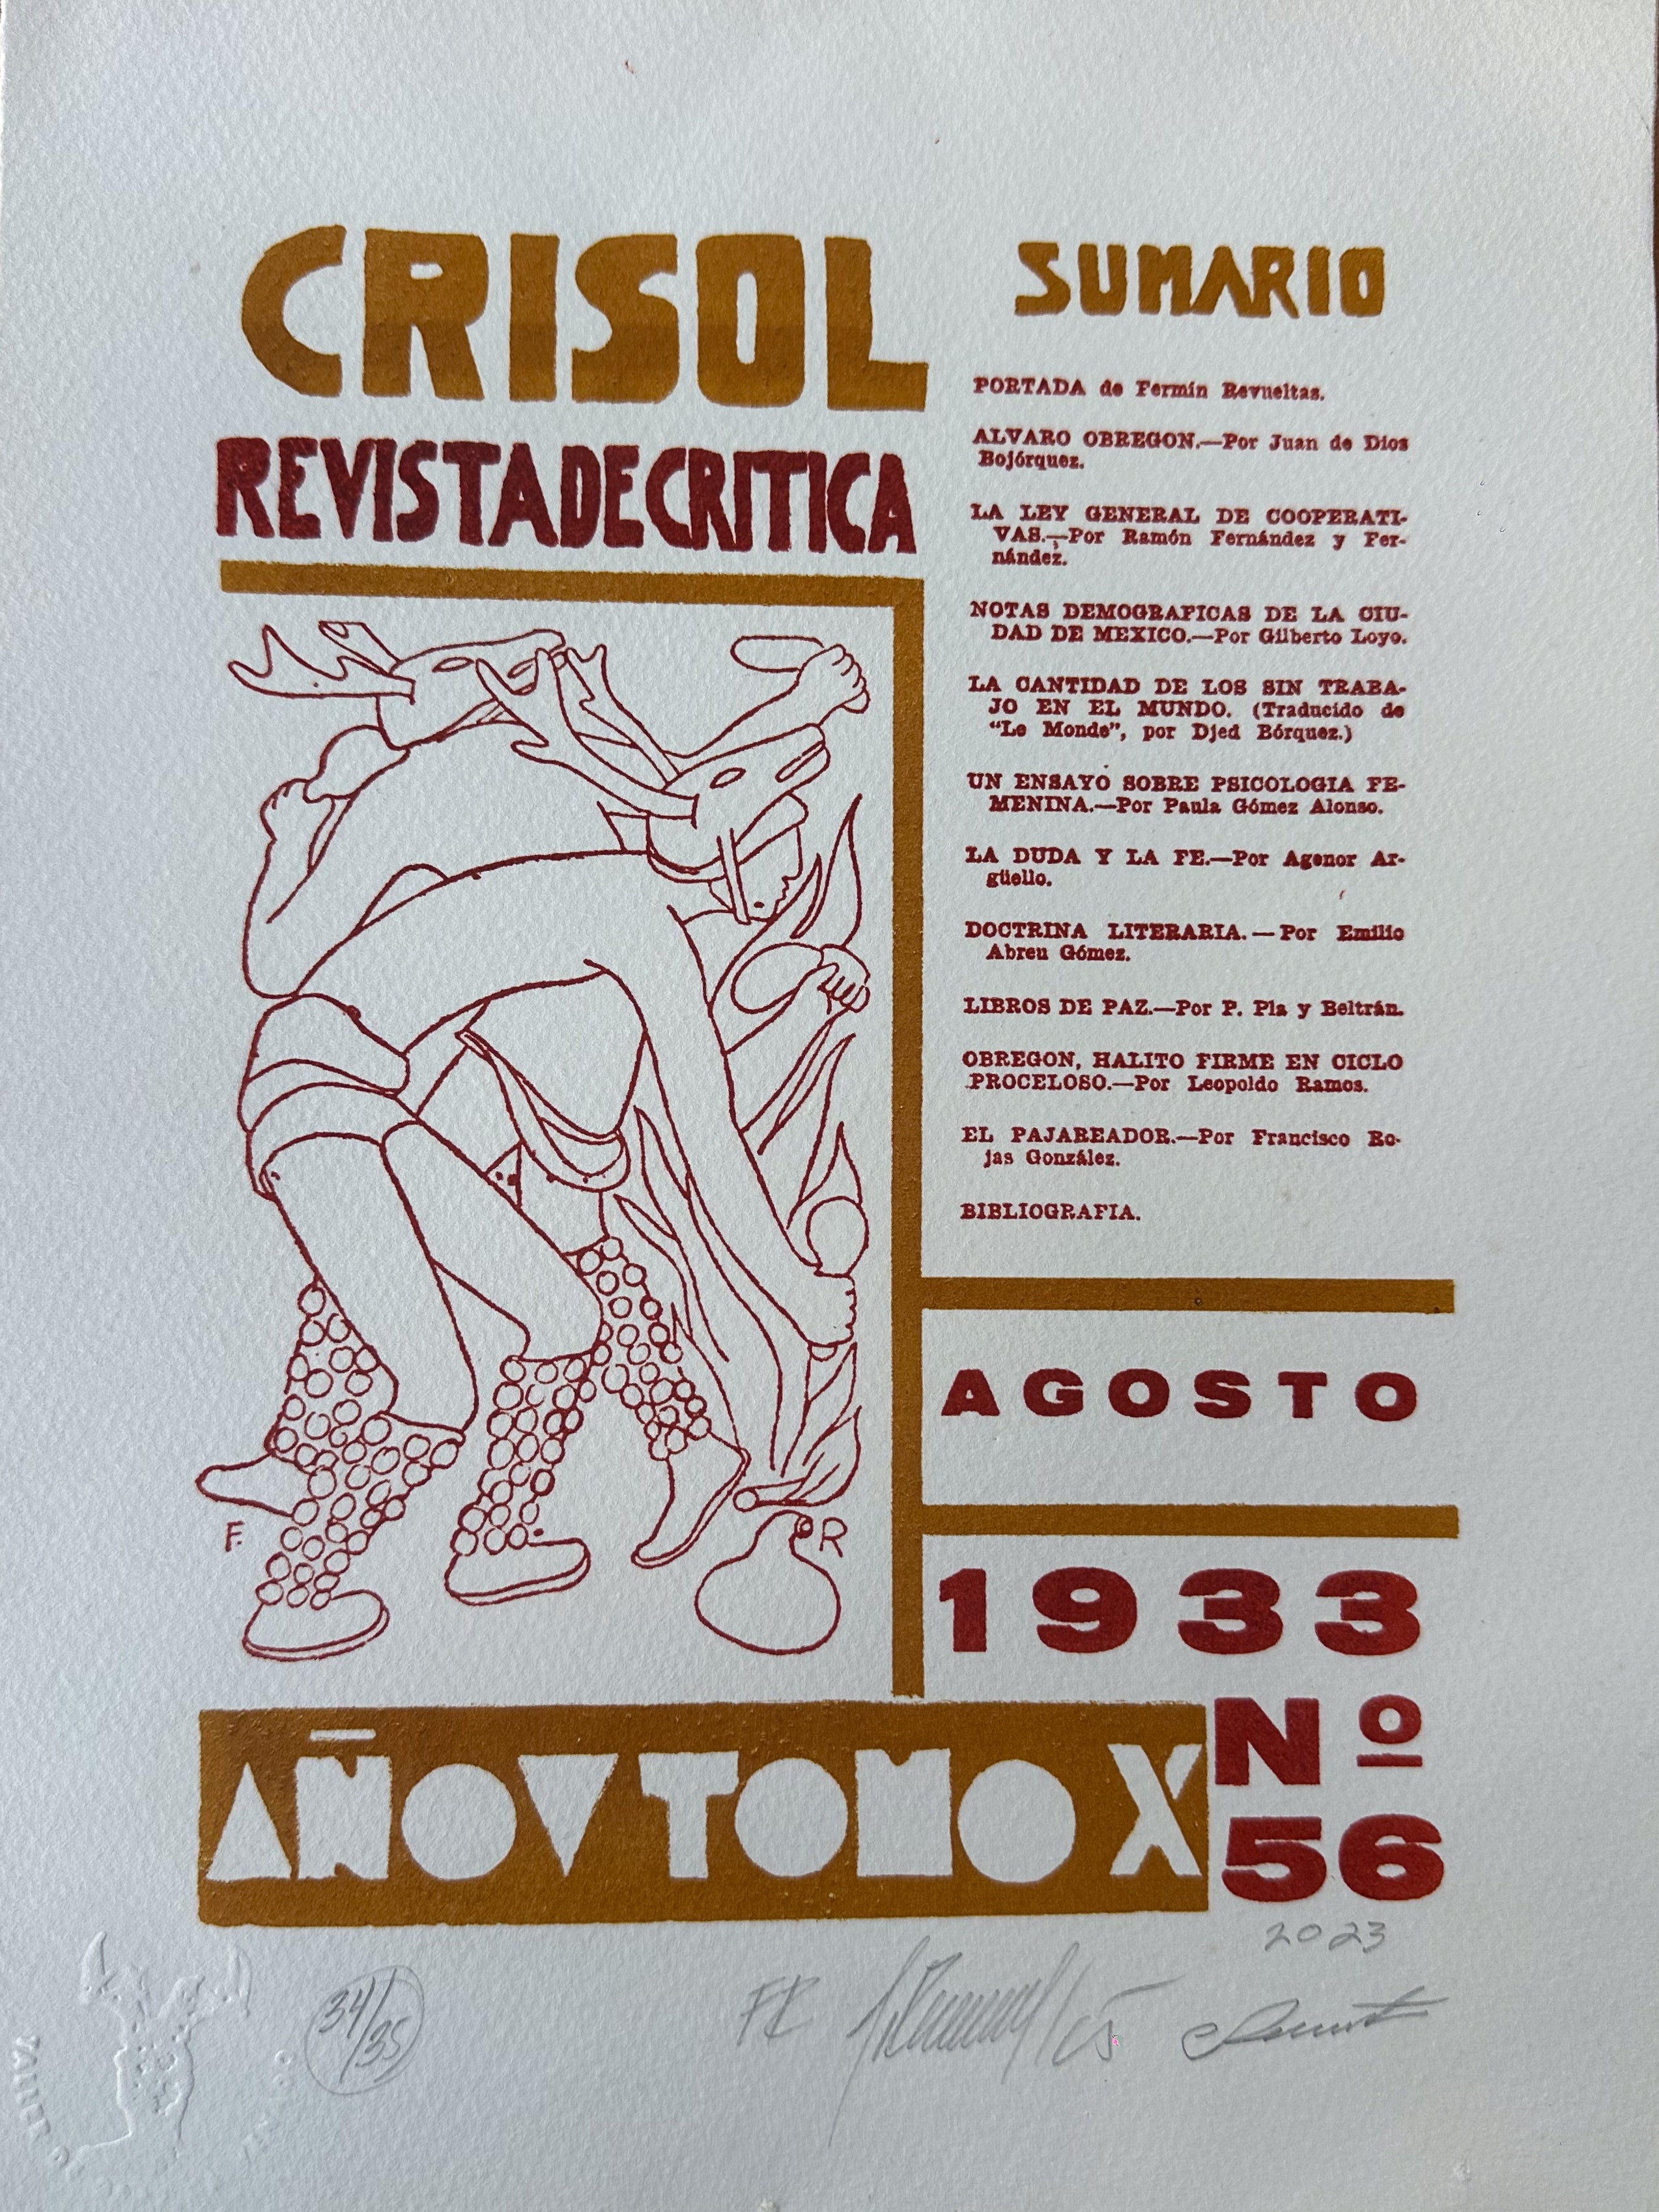 CRISOL
REVISTA DE CRITICA
F.
R
SUMARIO
PORTADA de Fermín Revueltas.
ALVARO OBREGON.—Por Juan de Dios
Bojórquez.
LA LEY GENERAL DE COOPERATI-
VAS.—Por Ramón Fernández y Fer-
nández.
NOTAS DEMOGRAFICAS DE LA CIU-
DAD DE MEXICO.—Por Gilberto Loyo.
LA CANTIDAD DE LOS SIN TRABA-
JO EN EL MUNDO. (Traducido de
“Le Monde”, por Djed Bórquez.)
UN ENSAYO SOBRE PSICOLOGIA FE-
MENINA.—Por Paula Gómez Alonso.
LA DUDA Y LA FE.—Por Agenor Ar-
güello.
DOCTRINA LITERARIA.—Por Emilio
Abreu Gómez.
LIBROS DE PAZ.—Por P. Pla y Beltrán.
OBREGON, HALITO FIRME EN CICLO
PROCELOSO.—Por Leopoldo Ramos.
EL PAJAREADOR.—Por Francisco Ro-
jas González.
BIBLIOGRAFIA.
AGOSTO
1933
Nº
56
AÑO V TOMO X
2023
34/35
FR
TALLER